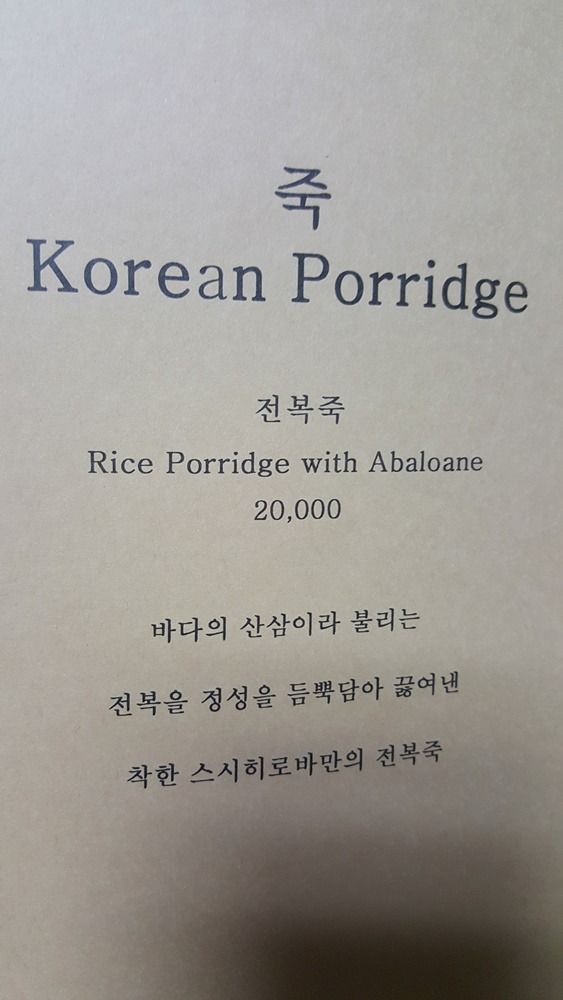 죽
Korean Porridge
전복죽
Rice Porridge with Abaloane
20,000
바다의 산삼이라 불리는
전복을 정성을 듬뿍담아 끓여낸
착한 스시히로바만의 전복죽